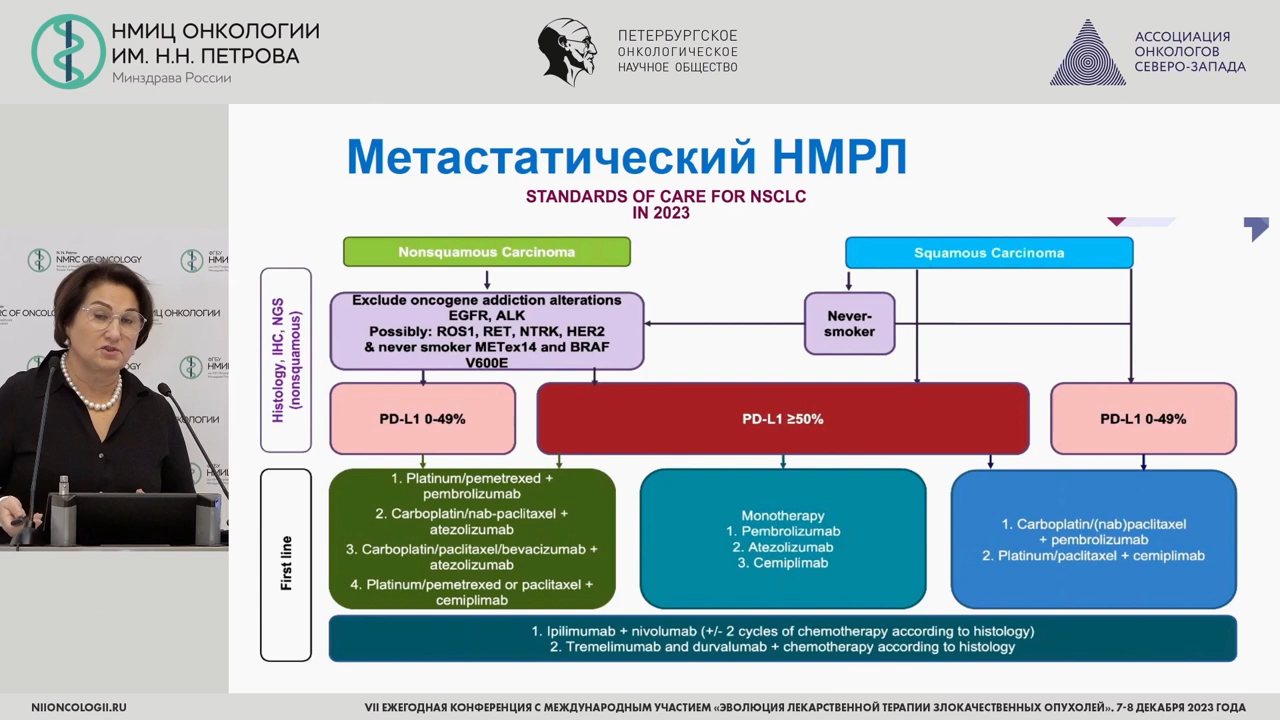 НМИЦ ОНКОЛОГИИ
ИМ. Н.Н. ПЕТРОВА
Минздрава России
ПЕТЕРБУРГСКОЕ
ОНКОЛОГИЧЕСКОЕ
НАУЧНОЕ ОБЩЕСТВО
АССОЦИАЦИЯ
ОНКОЛОГОВ
СЕВЕРО-ЗАПАДА
Метастатический НМРЛ
STANDARDS OF CARE FOR NSCLC
IN 2023
Nonsquamous Carcinoma
Squamous Carcinoma
Histology, IHC, NGS
(nonsquamous)
Exclude oncogene addiction alterations
EGFR, ALK
Possibly: ROS1, RET, NTRK, HER2
& never smoker METex14 and BRAF
V600E
Never-
smoker
PD-L1 0-49%
PD-L1 ≥50%
PD-L1 0-49%
First line
1. Platinum/pemetrexed +
pembrolizumab
2. Carboplatin/nab-paclitaxel +
atezolizumab
3. Carboplatin/paclitaxel/bevacizumab +
atezolizumab
4. Platinum/pemetrexed or paclitaxel +
cemiplimab
Monotherapy
1. Pembrolizumab
2. Atezolizumab
3. Cemiplimab
1. Carboplatin/(nab)paclitaxel
+ pembrolizumab
2. Platinum/paclitaxel + cemiplimab
1. Ipilimumab + nivolumab (+/- 2 cycles of chemotherapy according to histology)
2. Tremelimumab and durvalumab + chemotherapy according to histology
NMRC OF ONCOLOGY
ФГБУ
НМИ
ОНКОЛОГИИ
NIIONCOLOGII.RU
VII ЕЖЕГОДНАЯ КОНФЕРЕНЦИЯ С МЕЖДУНАРОДНЫМ УЧАСТИЕМ «ЭВОЛЮЦИЯ ЛЕКАРСТВЕННОЙ ТЕРАПИИ ЗЛОКАЧЕСТВЕННЫХ ОПУХОЛЕЙ». 7-8 ДЕКАБРЯ 2023 ГОДА